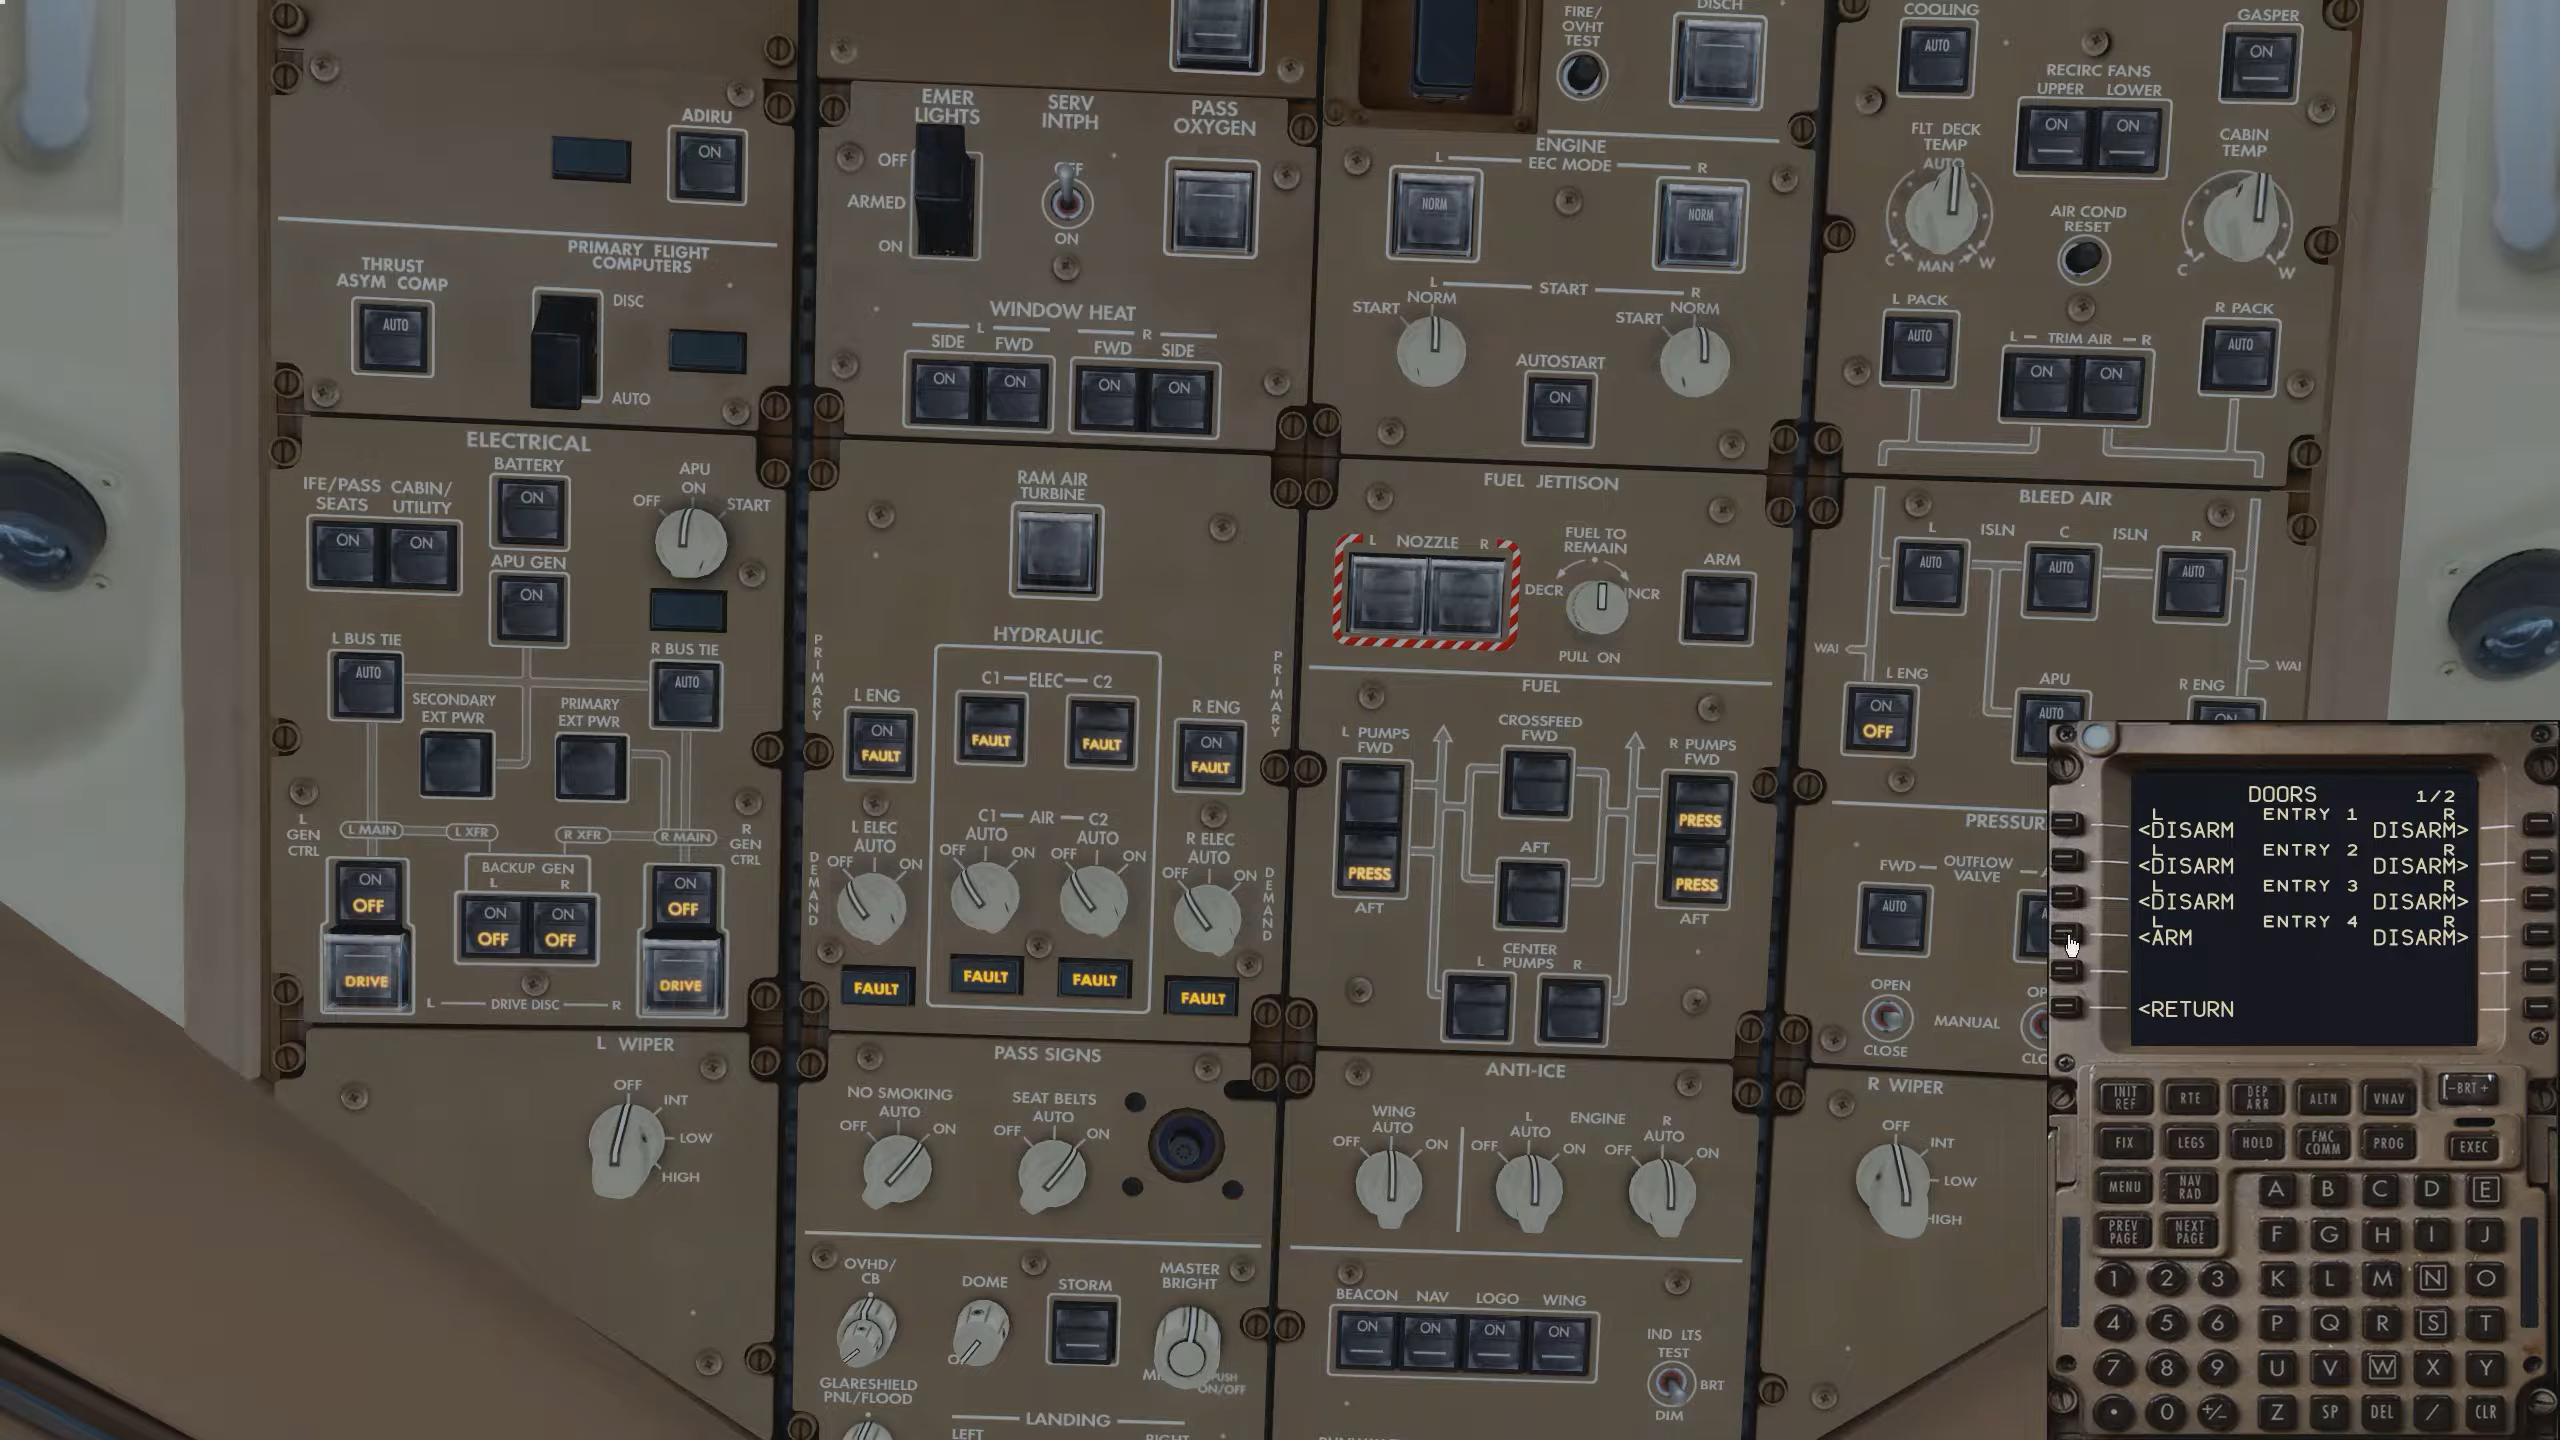 ADIRU
ON
PRIMARY FLIGHT
COMPUTERS
THRUST
ASYM COMP
AUTO
DISC
AUTO
ELECTRICAL
BATTERY
ON
IFE/PASS
SEATS
CABIN/
UTILITY
ON
ON
APU
OFF
ON
START
APU GEN
ON
L BUS TIE
AUTO
R BUS TIE
AUTO
SECONDARY
EXT PWR
PRIMARY
EXT PWR
L
GEN
CTRL
L MAIN
L XFR
R XFR
R MAIN
R
GEN
CTRL
BACKUP GEN
L
R
ON
OFF
ON
OFF
ON
OFF
ON
OFF
DRIVE
L
DRIVE DISC
R
DRIVE
L WIPER
OFF
INT
LOW
HIGH
EMER
LIGHTS
OFF
ARMED
ON
SERV
INTPH
OFF
ON
PASS
OXYGEN
WINDOW HEAT
L
R
SIDE
FWD
FWD
SIDE
ON
ON
ON
ON
RAM AIR
TURBINE
HYDRAULIC
PRIMARY
PRIMARY
C1
ELEC
C2
L ENG
ON
FAULT
FAULT
FAULT
R ENG
ON
FAULT
C1
AIR
C2
L ELEC
AUTO
OFF
ON
AUTO
OFF
ON
AUTO
OFF
ON
R ELEC
AUTO
OFF
ON
DEMAND
DEMAND
FAULT
FAULT
FAULT
FAULT
PASS SIGNS
NO SMOKING
AUTO
OFF
ON
SEAT BELTS
AUTO
OFF
ON
OVHD/
CB
DOME
STORM
MASTER
BRIGHT
PUSH
ON/OFF
GLARESHIELD
PNL/FLOOD
LANDING
LEFT
RIGHT
FIRE/
OVHT
TEST
DISCH
ENGINE
L
EEC MODE
R
NORM
NORM
L
START
R
START
NORM
START
NORM
AUTOSTART
ON
FUEL JETTISON
L
NOZZLE
R
FUEL TO
REMAIN
DECR
INCR
PULL ON
ARM
FUEL
L PUMPS
FWD
CROSSFEED
FWD
R PUMPS
FWD
PRESS
AFT
PRESS
PRESS
AFT
AFT
CENTER
PUMPS
L
R
ANTI-ICE
WING
AUTO
OFF
ON
ENGINE
L
AUTO
OFF
ON
R
AUTO
OFF
ON
BEACON
NAV
LOGO
WING
ON
ON
ON
ON
IND LTS
TEST
BRT
DIM
COOLING
AUTO
GASPER
ON
RECIRC FANS
UPPER
LOWER
ON
ON
FLT DECK
TEMP
AUTO
C
MAN
W
AIR COND
RESET
CABIN
TEMP
C
W
L PACK
AUTO
R PACK
AUTO
L
TRIM AIR
R
ON
ON
BLEED AIR
L
ISLN
C
ISLN
R
AUTO
AUTO
AUTO
WAI
WAI
L ENG
ON
OFF
APU
AUTO
R ENG
ON
FWD
OUTFLOW
VALVE
AUTO
OPEN
MANUAL
CLOSE
R WIPER
OFF
INT
LOW
HIGH
DOORS 1/2
L ENTRY 1 R
<DISARM DISARM>
L ENTRY 2 R
<DISARM DISARM>
L ENTRY 3 R
<DISARM DISARM>
L ENTRY 4 R
<ARM DISARM>
<RETURN
INIT
REF
RTE
DEP
ARR
ALTN
VNAV
-BRT +
FIX
LEGS
HOLD
FMC
COMM
PROG
EXEC
MENU
NAV
RAD
PREV
PAGE
NEXT
PAGE
A B C D E
F G H I J
1 2 3 K L M N O
4 5 6 P Q R S T
7 8 9 U V W X Y
. 0 +/- Z SP DEL / CLR